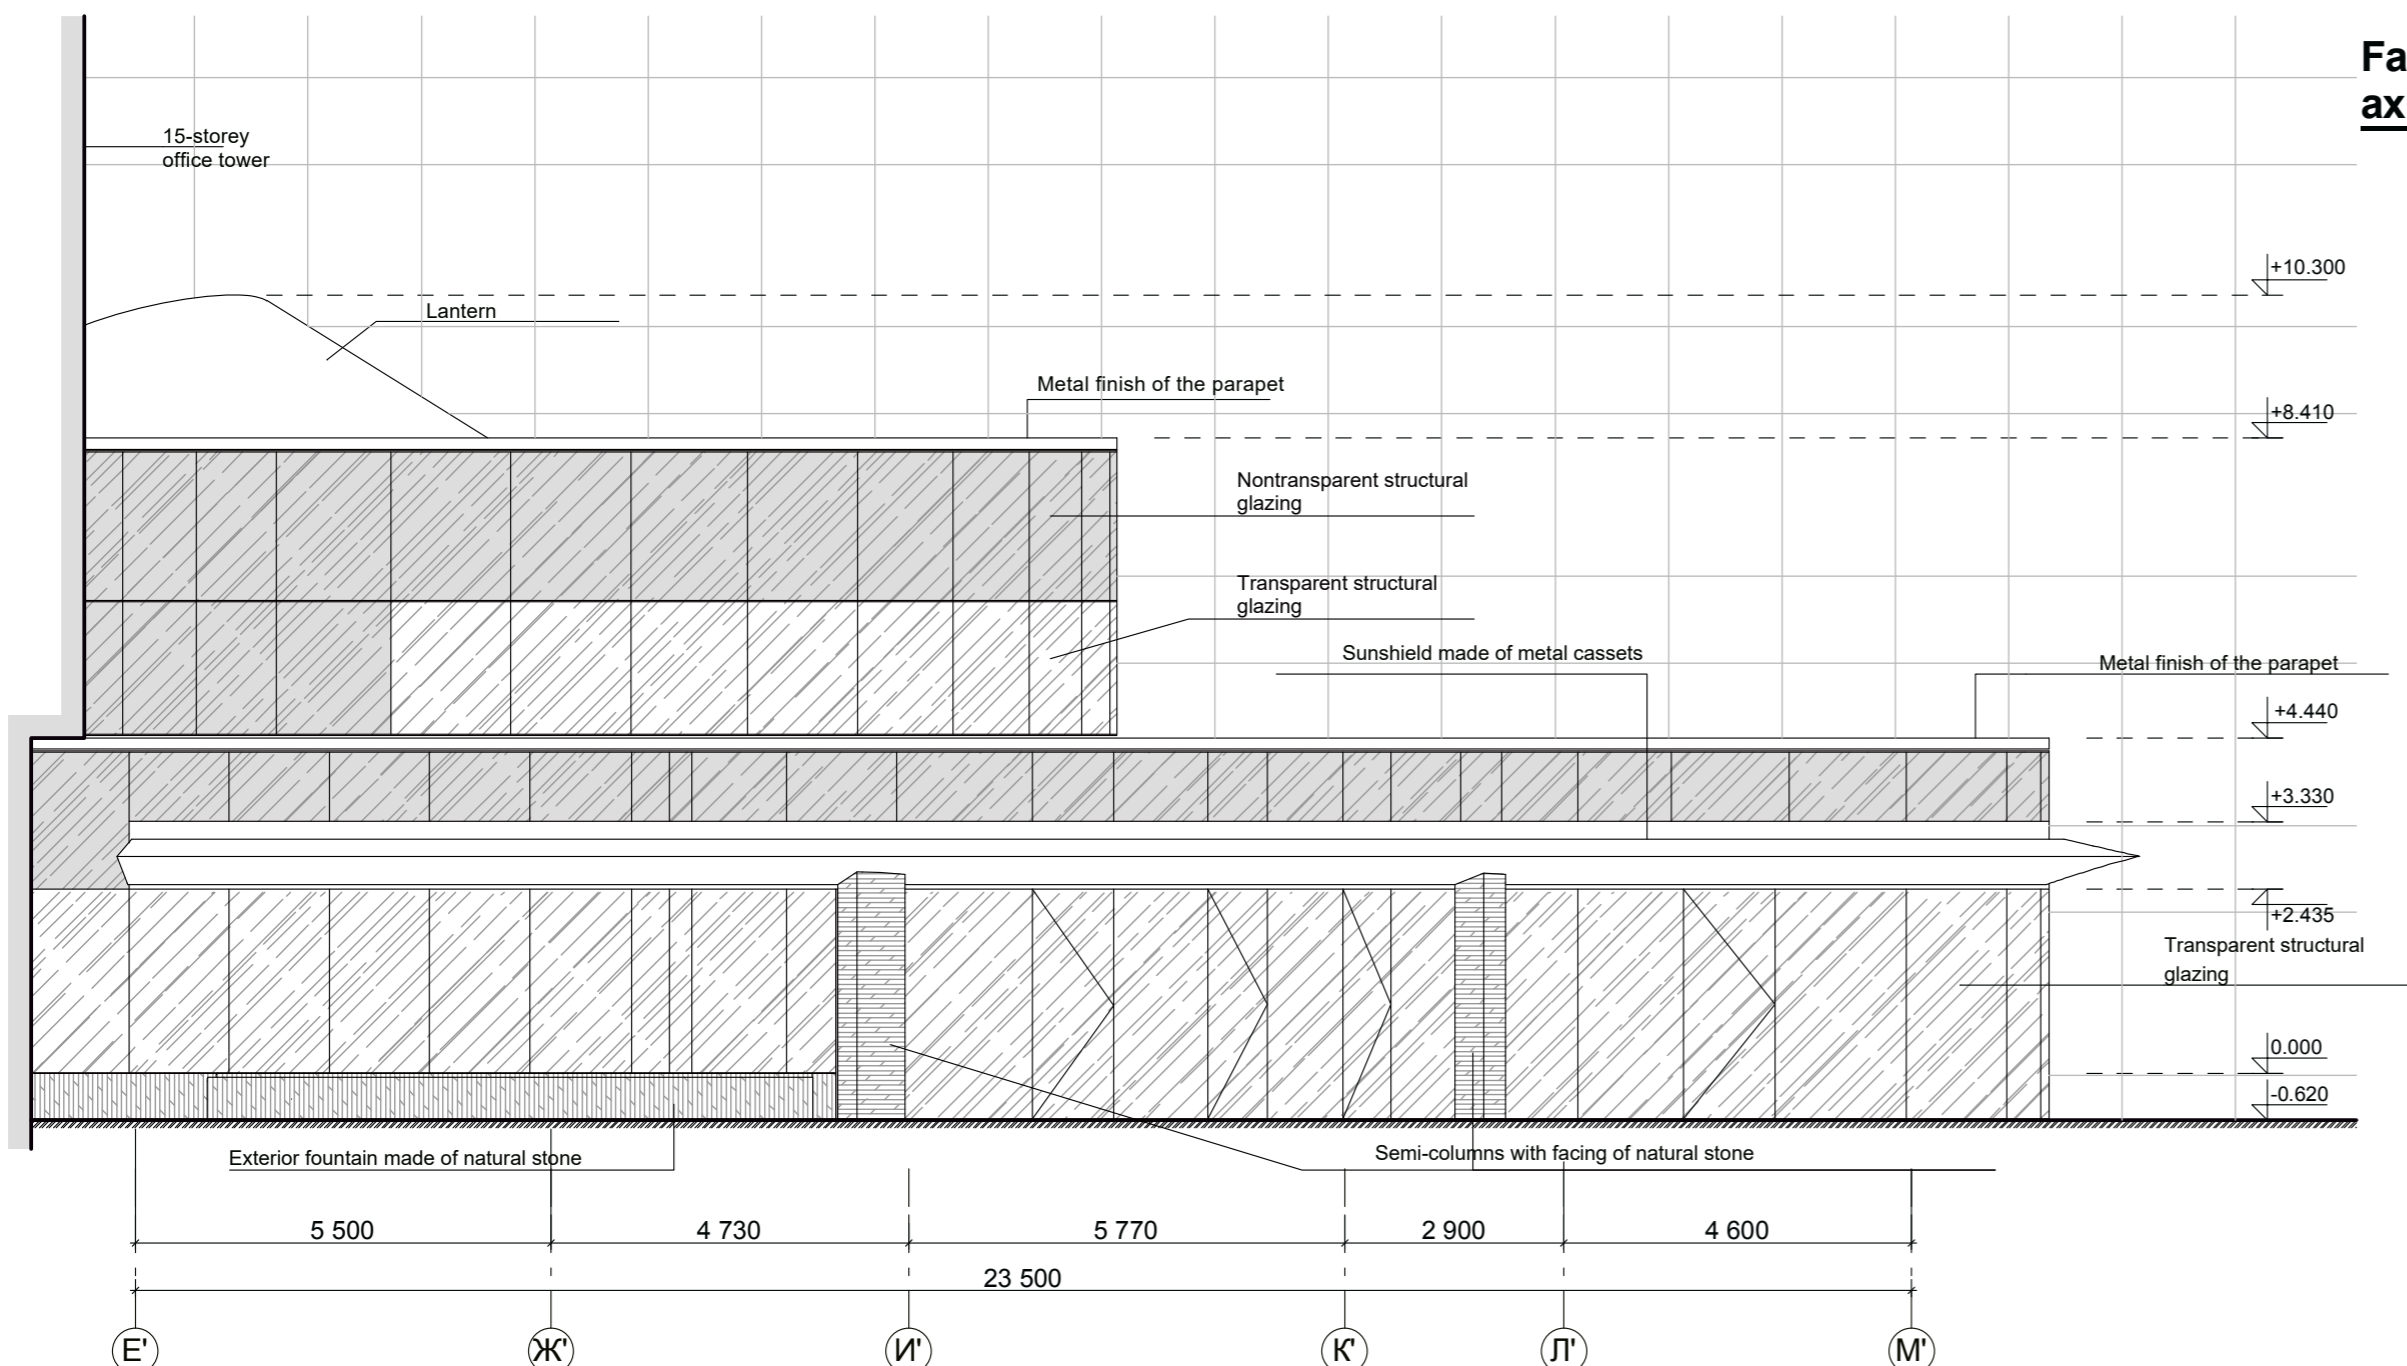 Fa
ax
15-storey
office tower
+10.300
Lantern
Metal finish of the parapet
+8.410
Nontransparent structural
glazing
Transparent structural
glazing
Sunshield made of metal cassets
Metal finish of the parapet
+4.440
+3.330
+2.435
Transparent structural
glazing
0.000
-0.620
Exterior fountain made of natural stone
Semi-columns with facing of natural stone
5 500
4 730
5 770
2 900
4 600
23 500
Е'
Ж'
И'
К'
Л'
М'